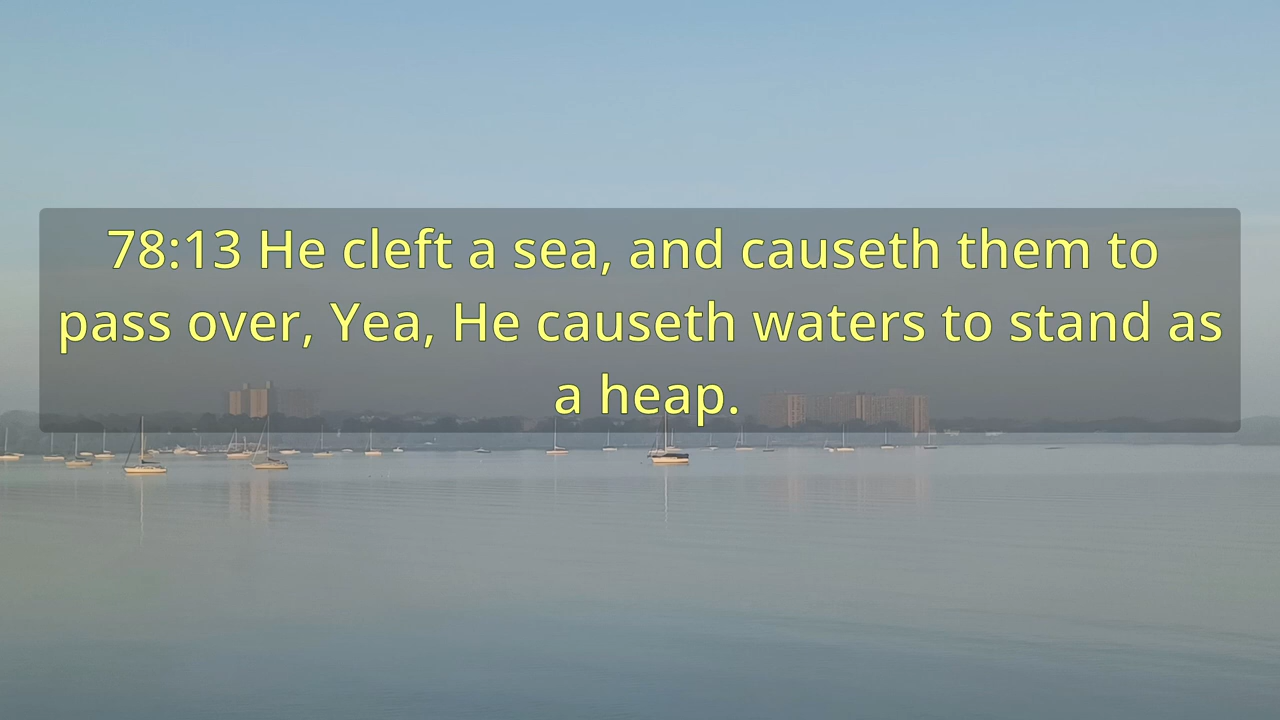 78:13 He cleft a sea, and causeth them to
pass over, Yea, He causeth waters to stand as
a heap.